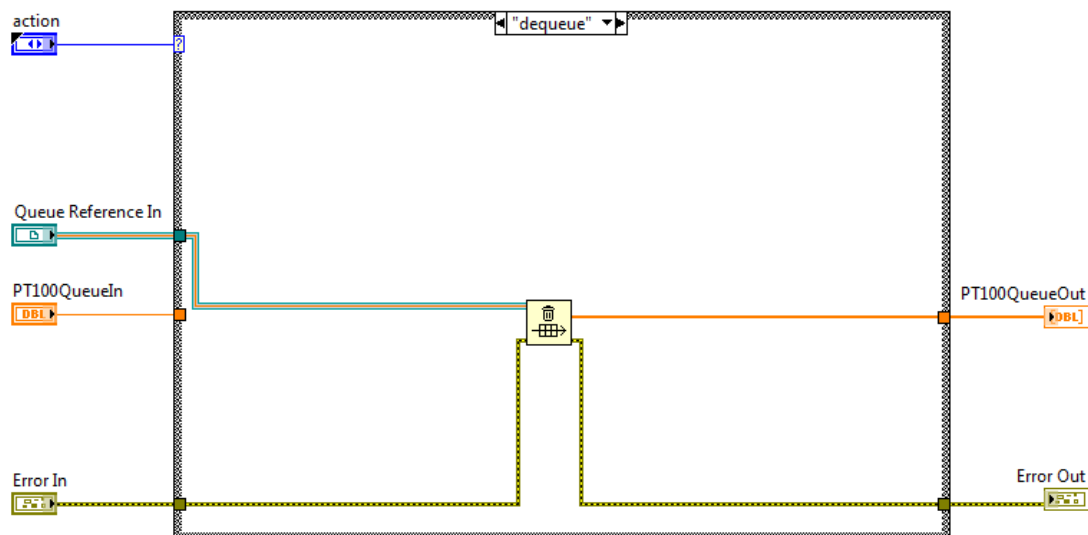 action
"dequeue"
?
Queue Reference In
PT100QueueIn
DBL
PT100QueueOut
DBL]
Error In
Error Out